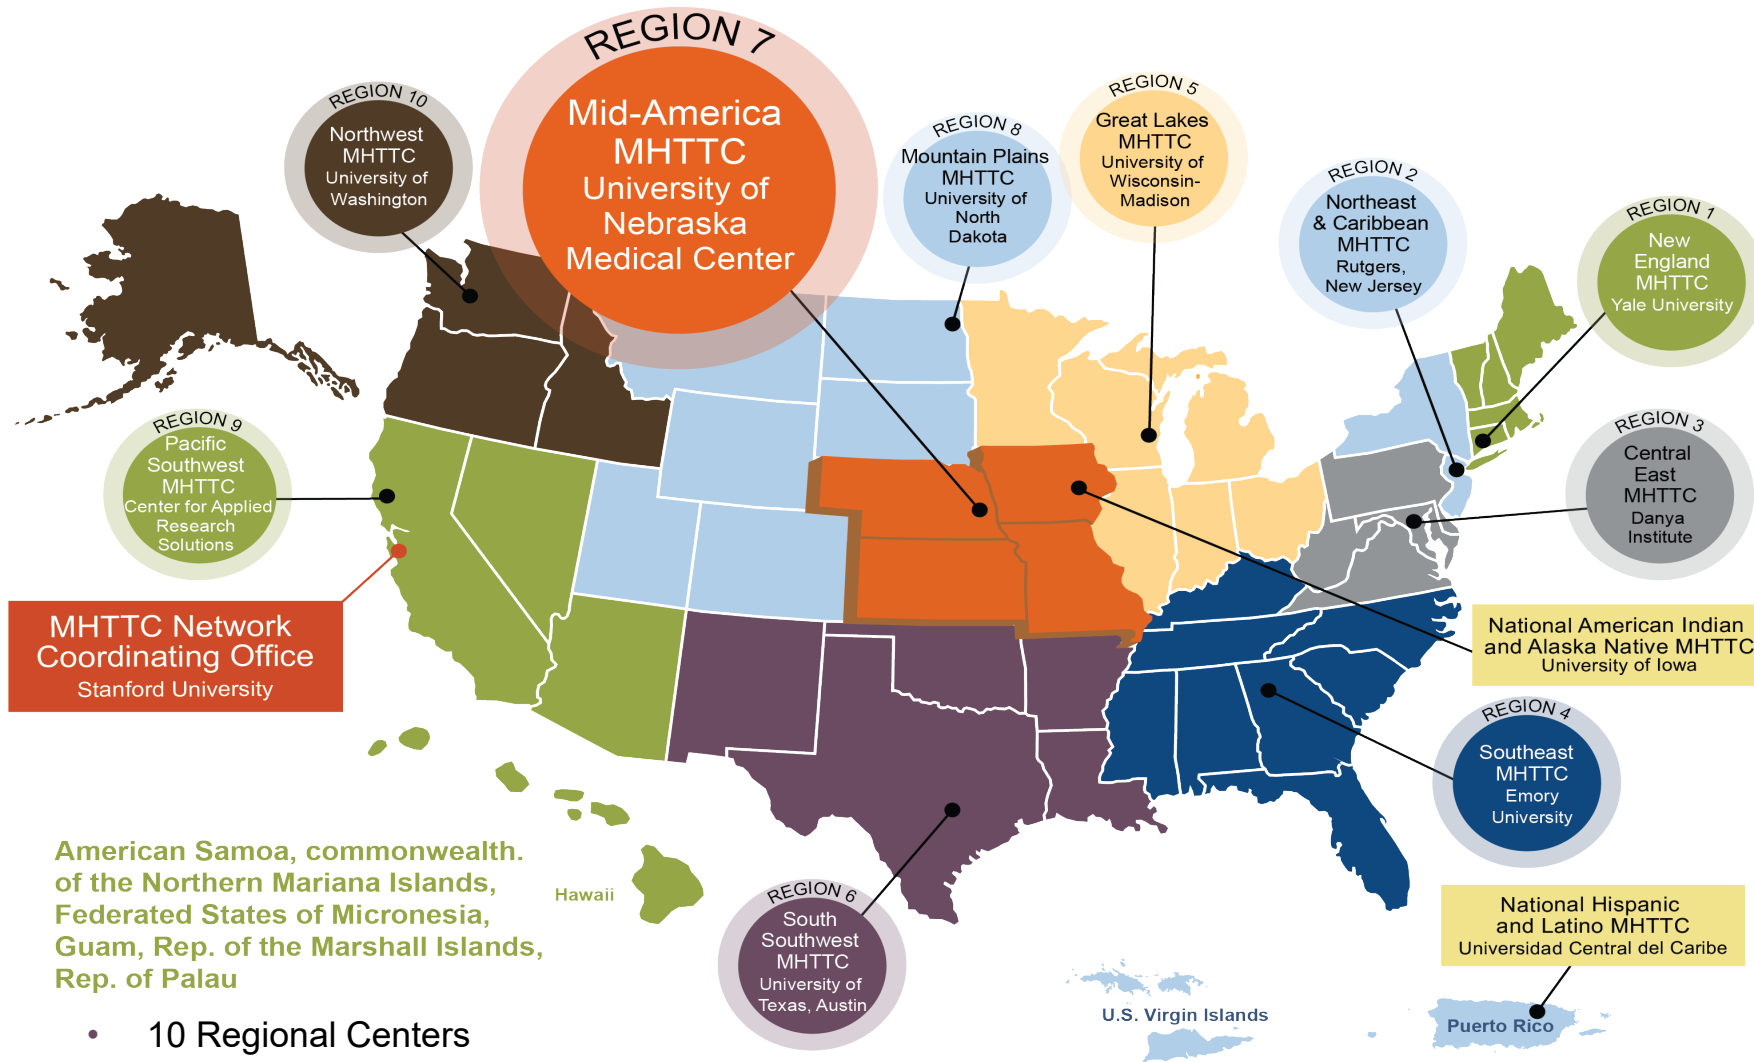 REGION 7
Mid-America
MHTTC
University of
Nebraska
Medical Center
REGION 10
Northwest
MHTTC
University of
Washington
REGION 8
Mountain Plains
MHTTC
University of
North
Dakota
REGION 5
Great Lakes
MHTTC
University of
Wisconsin-
Madison
REGION 2
Northeast
& Caribbean
MHTTC
Rutgers,
New Jersey
REGION 1
New
England
MHTTC
Yale University
REGION 9
Pacific
Southwest
MHTTC
Center for Applied
Research
Solutions
REGION 3
Central
East
MHTTC
Danya
Institute
MHTTC Network
Coordinating Office
Stanford University
National American Indian
and Alaska Native MHTTC
University of Iowa
REGION 4
Southeast
MHTTC
Emory
University
American Samoa, commonwealth.
of the Northern Mariana Islands,
Federated States of Micronesia,
Guam, Rep. of the Marshall Islands,
Rep. of Palau
Hawaii
REGION 6
South
Southwest
MHTTC
University of
Texas, Austin
National Hispanic
and Latino MHTTC
Universidad Central del Caribe
U.S. Virgin Islands
Puerto Rico
• 10 Regional Centers